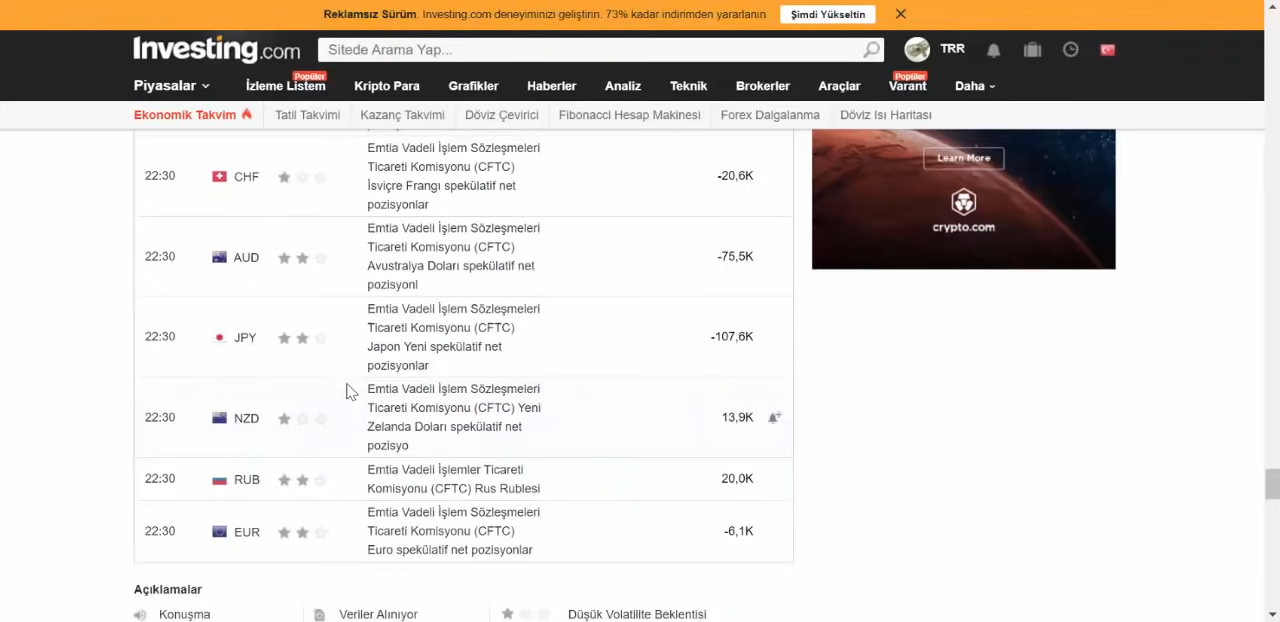 Reklamsız Sürüm. Investing.com deneyiminizi geliştirin. 73% kadar indirimden yararlanın
Şimdi Yükseltin
Investing.com
Sitede Arama Yap...
TRR
Piyasalar
İzleme Listem
Popüler
Kripto Para
Grafikler
Haberler
Analiz
Teknik
Brokerler
Araçlar
Popüler
Varant
Daha
Ekonomik Takvim
Tatil Takvimi
Kazanç Takvimi
Döviz Çevirici
Fibonacci Hesap Makinesi
Forex Dalgalanma
Döviz Isı Haritası
22:30 CHF
Emtia Vadeli İşlem Sözleşmeleri
Ticareti Komisyonu (CFTC)
İsviçre Frangı spekülatif net
pozisyonlar
-20,6K
22:30 AUD
Emtia Vadeli İşlem Sözleşmeleri
Ticareti Komisyonu (CFTC)
Avustralya Doları spekülatif net
pozisyonl
-75,5K
22:30 JPY
Emtia Vadeli İşlem Sözleşmeleri
Ticareti Komisyonu (CFTC)
Japon Yeni spekülatif net
pozisyonlar
-107,6K
22:30 NZD
Emtia Vadeli İşlem Sözleşmeleri
Ticareti Komisyonu (CFTC) Yeni
Zelanda Doları spekülatif net
pozisyo
13,9K
22:30 RUB
Emtia Vadeli İşlemler Ticareti
Komisyonu (CFTC) Rus Rublesi
20,0K
22:30 EUR
Emtia Vadeli İşlem Sözleşmeleri
Ticareti Komisyonu (CFTC)
Euro spekülatif net pozisyonlar
-6,1K
Learn More
crypto.com
Açıklamalar
Konuşma
Veriler Alınıyor
Düşük Volatilite Beklentisi